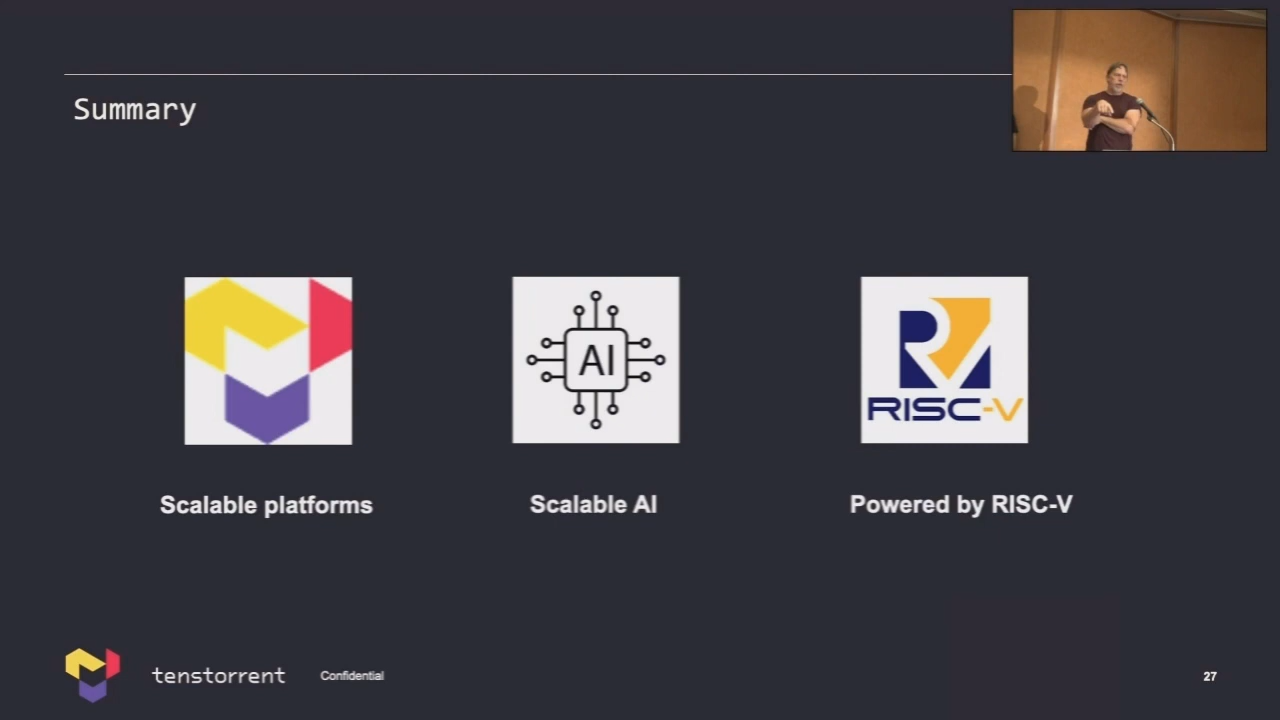 Summary
AI
RISC-V
Scalable platforms
Scalable AI
Powered by RISC-V
tenstorrent
Confidential
27